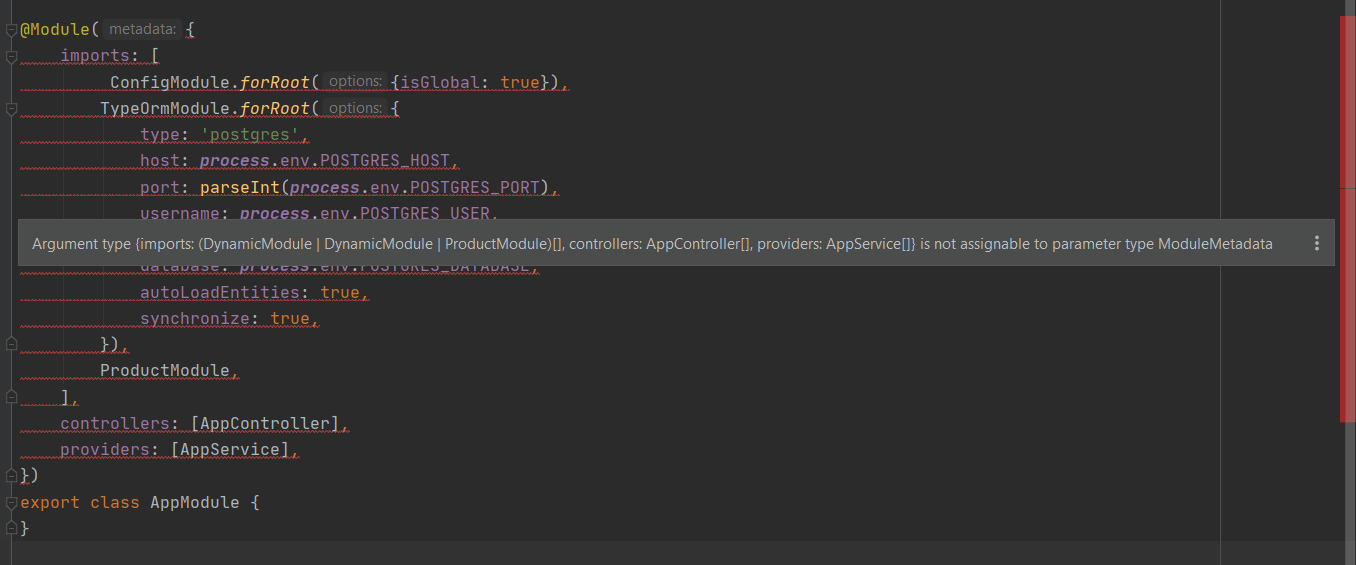 @Module( metadata: {
    imports: [
         ConfigModule.forRoot( options: {isGlobal: true}),
        TypeOrmModule.forRoot( options: {
            type: 'postgres',
            host: process.env.POSTGRES_HOST,
            port: parseInt(process.env.POSTGRES_PORT),
            username: process.env.POSTGRES_USER,
Argument type {imports: (DynamicModule | DynamicModule | ProductModule)[], controllers: AppController[], providers: AppService[]} is not assignable to parameter type ModuleMetadata
            database: process.env.POSTGRES_DATABASE,
            autoLoadEntities: true,
            synchronize: true,
        }),
        ProductModule,
    ],
    controllers: [AppController],
    providers: [AppService],
})
export class AppModule {
}